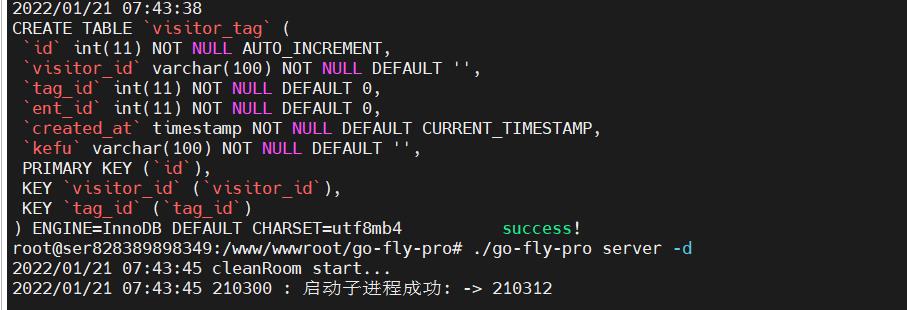 2022/01/21 07:43:38
CREATE TABLE `visitor_tag` (
 `id` int(11) NOT NULL AUTO_INCREMENT,
 `visitor_id` varchar(100) NOT NULL DEFAULT '',
 `tag_id` int(11) NOT NULL DEFAULT 0,
 `ent_id` int(11) NOT NULL DEFAULT 0,
 `created_at` timestamp NOT NULL DEFAULT CURRENT_TIMESTAMP,
 `kefu` varchar(100) NOT NULL DEFAULT '',
 PRIMARY KEY (`id`),
 KEY `visitor_id` (`visitor_id`),
 KEY `tag_id` (`tag_id`)
) ENGINE=InnoDB DEFAULT CHARSET=utf8mb4          success!
root@ser828389898349:/www/wwwroot/go-fly-pro# ./go-fly-pro server -d
2022/01/21 07:43:45 cleanRoom start...
2022/01/21 07:43:45 210300 : 启动子进程成功: -> 210312